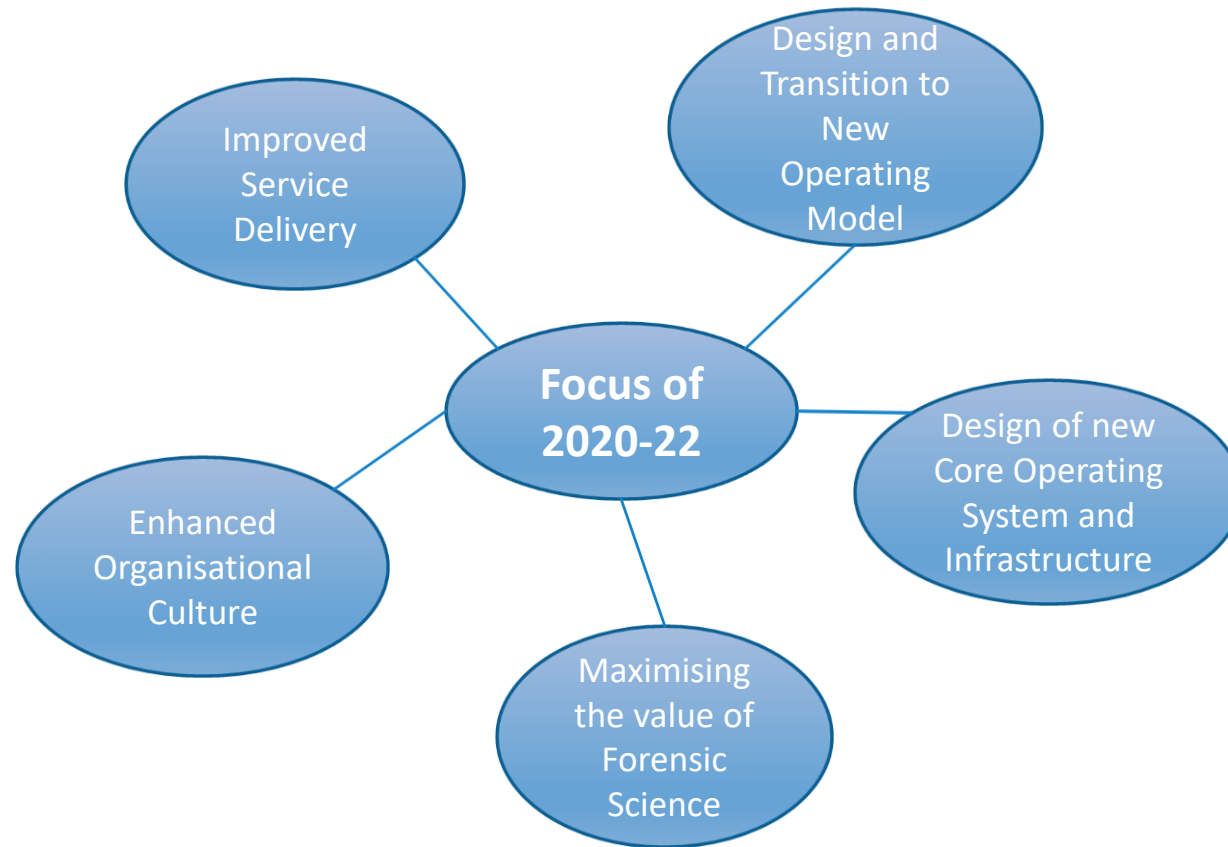 Improved
Service
Delivery
Design and
Transition to
New
Operating
Model
Focus of
2020-22
Design of new
Core Operating
System and
Infrastructure
Enhanced
Organisational
Culture
Maximising
the value of
Forensic
Science